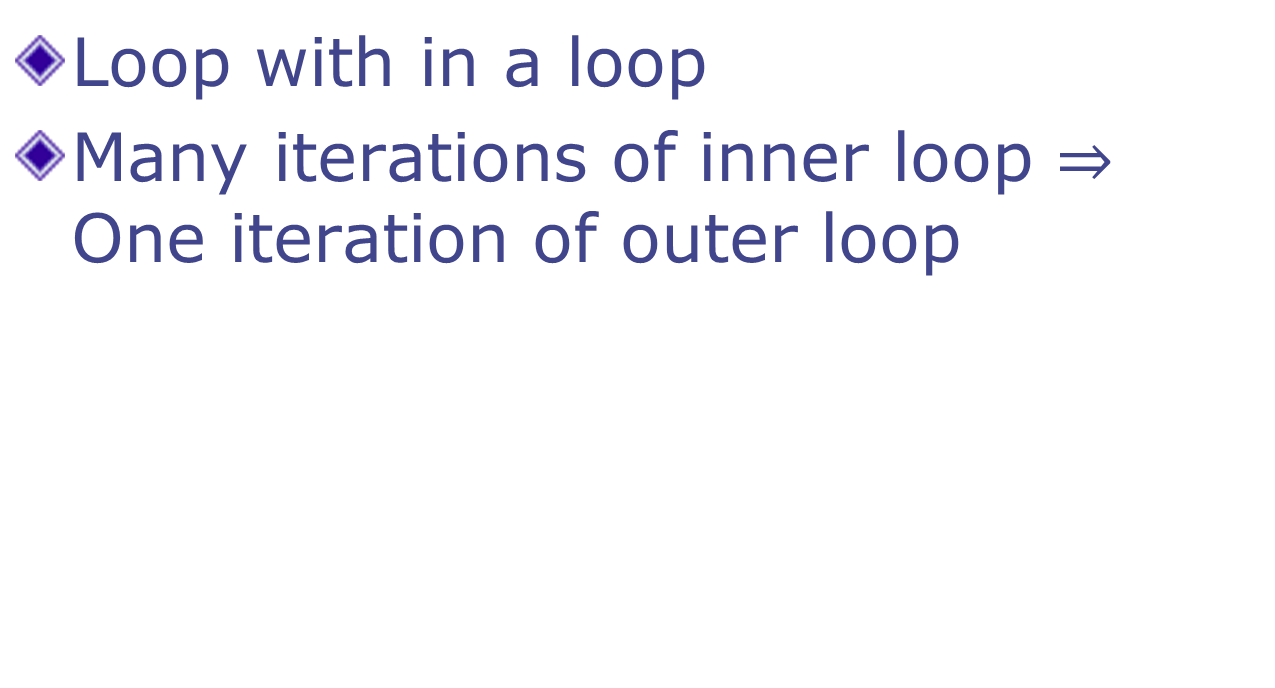 Loop with in a loop
Many iterations of inner loop ⇒
One iteration of outer loop